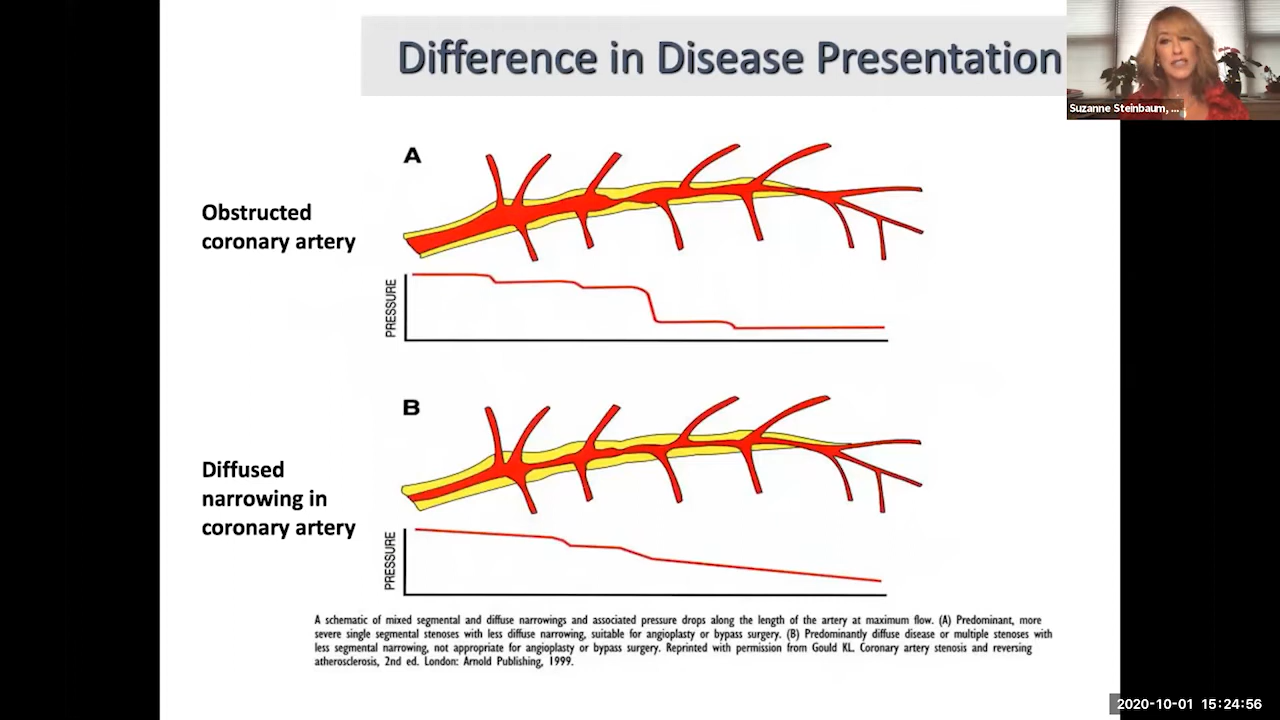 Difference in Disease Presentation
Suzanne Steinbaum, ...
A
Obstructed
coronary artery
PRESSURE
B
Diffused
narrowing in
coronary artery
PRESSURE
A schematic of mixed segmental and diffuse narrowings and associated pressure drops along the length of the artery at maximum flow. (A) Predominant, more
severe single segmental stenoses with less diffuse narrowing, suitable for angioplasty or bypass surgery. (B) Predominantly diffuse disease or multiple stenoses with
less segmental narrowing, not appropriate for angioplasty or bypass surgery. Reprinted with permission from Gould KL. Coronary artery stenosis and reversing
atherosclerosis, 2nd ed. London: Arnold Publishing, 1999.
2020-10-01 15:24:56